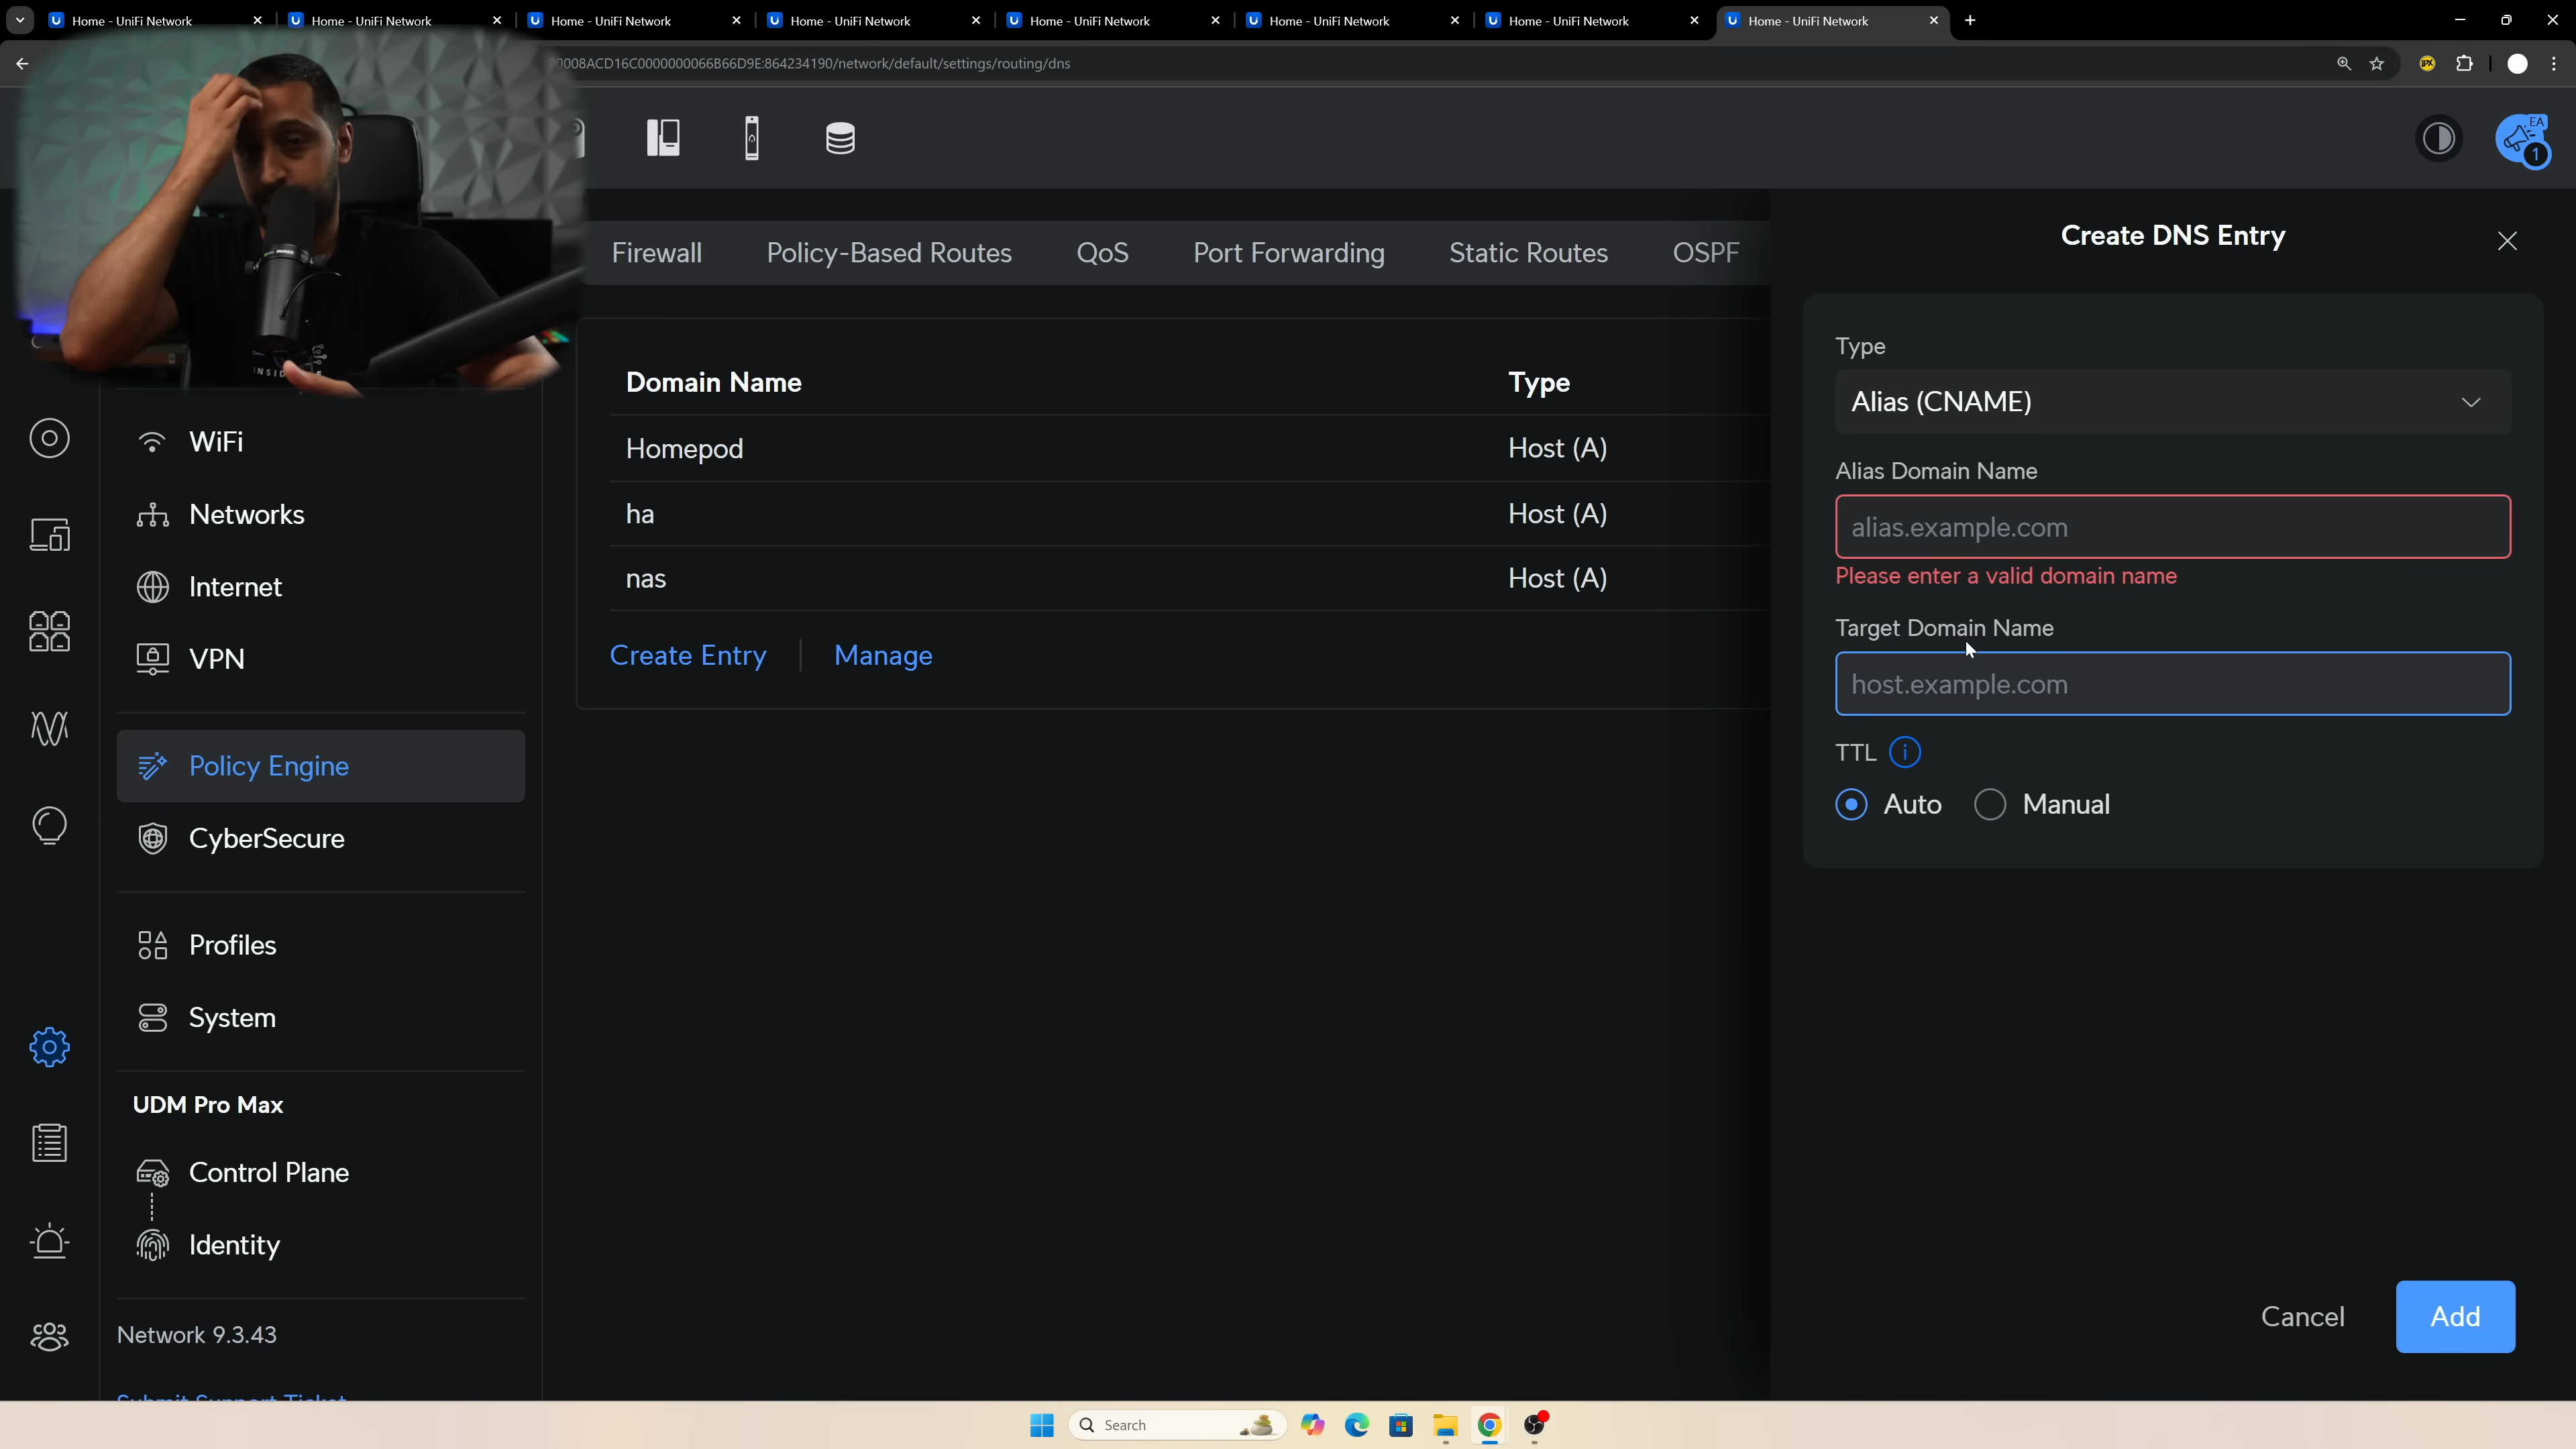 Home - UniFi Network
Home - UniFi Network
Home - UniFi Network
Home - UniFi Network
Home - UniFi Network
Home - UniFi Network
Home - UniFi Network
Home - UniFi Network
0008ACD16C0000000066B66D9E:864234190/network/default/settings/routing/dns
EA
1
Firewall
Policy-Based Routes
QoS
Port Forwarding
Static Routes
OSPF
Create DNS Entry
Type
Alias (CNAME)
Alias Domain Name
alias.example.com
Please enter a valid domain name
Target Domain Name
host.example.com
TTL
Auto
Manual
Cancel
Add
Domain Name
Type
Homepod
Host (A)
ha
Host (A)
nas
Host (A)
Create Entry
Manage
WiFi
Networks
Internet
VPN
Policy Engine
CyberSecure
Profiles
System
UDM Pro Max
Control Plane
Identity
Network 9.3.43
Submit Support Ticket
Search